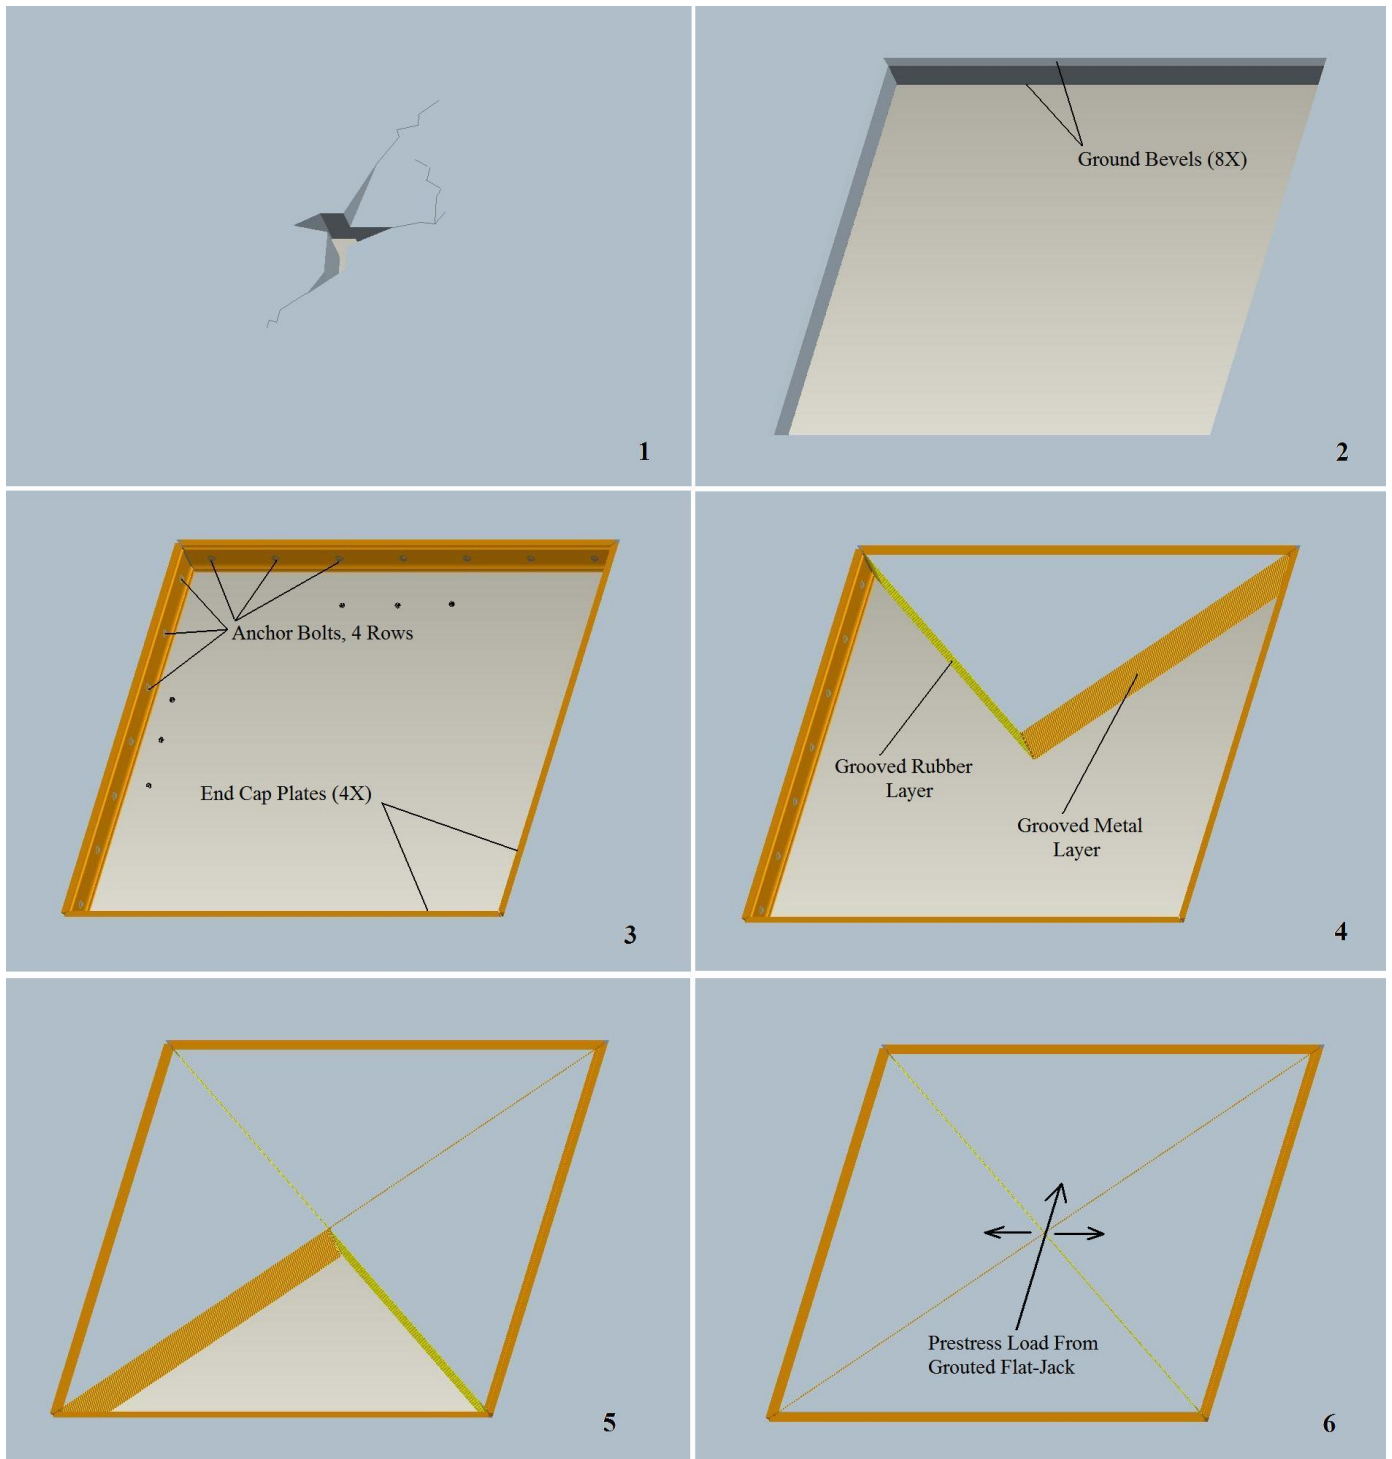 1
Ground Bevels (8X)
2
Anchor Bolts, 4 Rows
End Cap Plates (4X)
3
Grooved Rubber
Layer
Grooved Metal
Layer
4
5
Prestress Load From
Grouted Flat-Jack
6